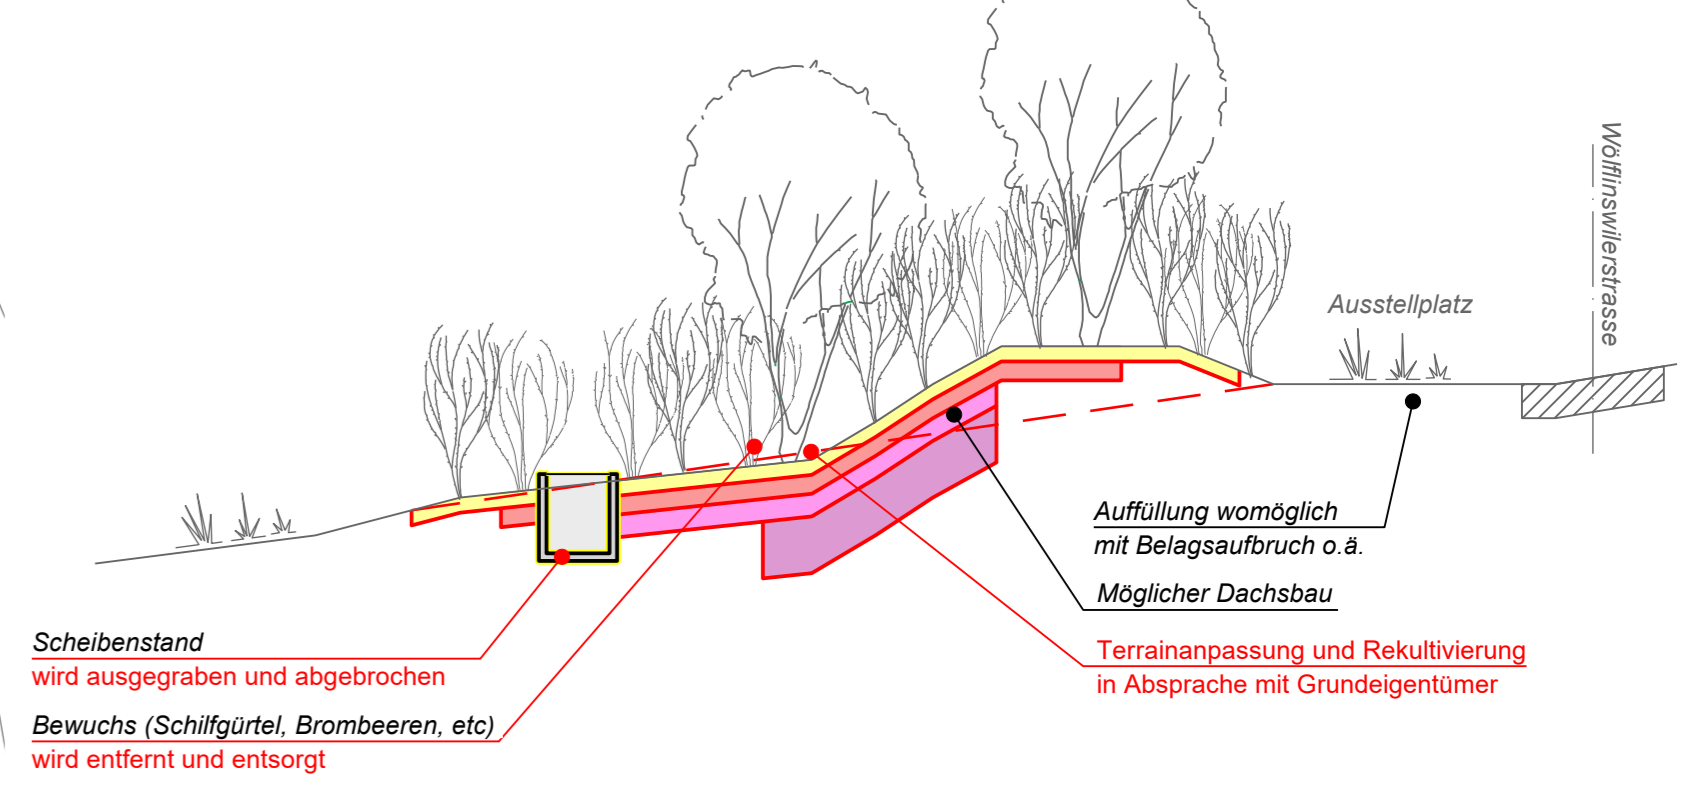 Wölflinswilerstrasse
Ausstellplatz
Auffüllung womöglich
mit Belagsaufbruch o.ä.
Möglicher Dachsbau
Terrainanpassung und Rekultivierung
in Absprache mit Grundeigentümer
Scheibenstand
wird ausgegraben und abgebrochen
Bewuchs (Schilfgürtel, Brombeeren, etc)
wird entfernt und entsorgt